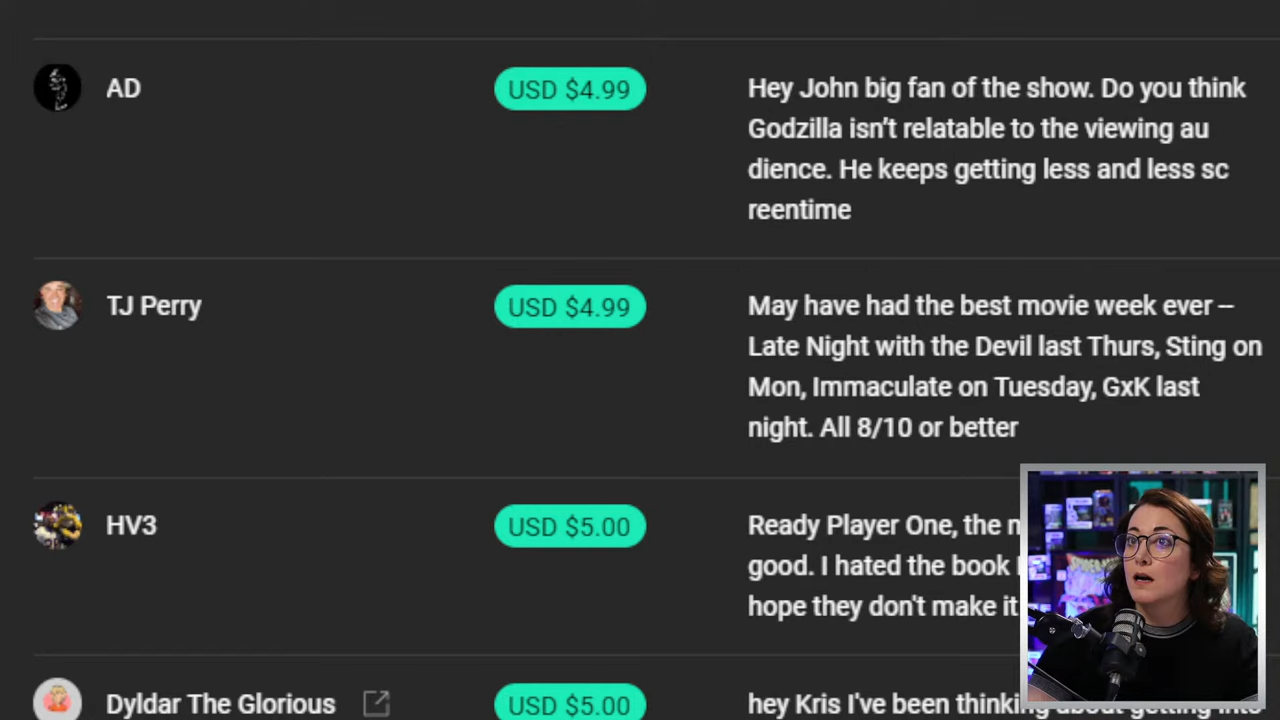 AD
USD $4.99
Hey John big fan of the show. Do you think
Godzilla isn't relatable to the viewing au
dience. He keeps getting less and less sc
reentime
TJ Perry
USD $4.99
May have had the best movie week ever --
Late Night with the Devil last Thurs, Sting on
Mon, Immaculate on Tuesday, GxK last
night. All 8/10 or better
HV3
USD $5.00
Ready Player One, the
good. I hated the book
hope they don't make it
Dyldar The Glorious
USD $5.00
hey Kris I've been thinking about getting into